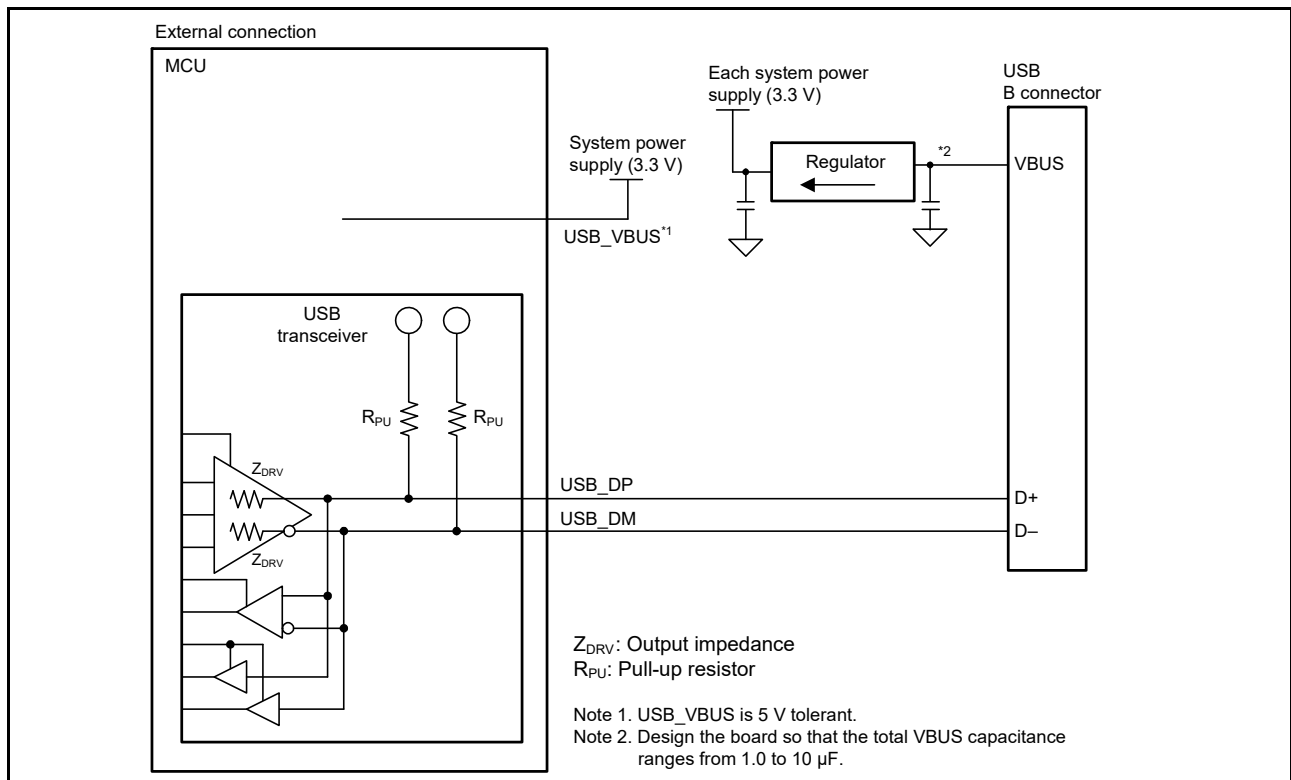 External connection
MCU
Each system power
supply (3.3 V)
USB
B connector
System power
supply (3.3 V)
Regulator
*2
VBUS
USB_VBUS*1
USB
transceiver
RPU
RPU
ZDRV
ZDRV
USB_DP
USB_DM
D+
D–
ZDRV: Output impedance
RPU: Pull-up resistor
Note 1. USB_VBUS is 5 V tolerant.
Note 2. Design the board so that the total VBUS capacitance
ranges from 1.0 to 10 µF.